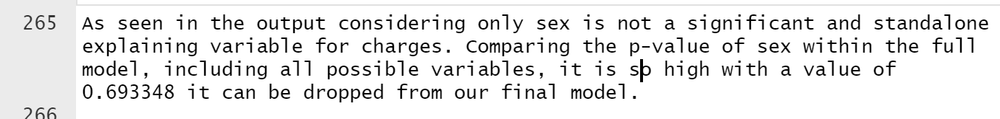 265 As seen in the output considering only sex is not a significant and standalone
explaining variable for charges. Comparing the p-value of sex within the full
model, including all possible variables, it is so high with a value of
0.693348 it can be dropped from our final model.
266